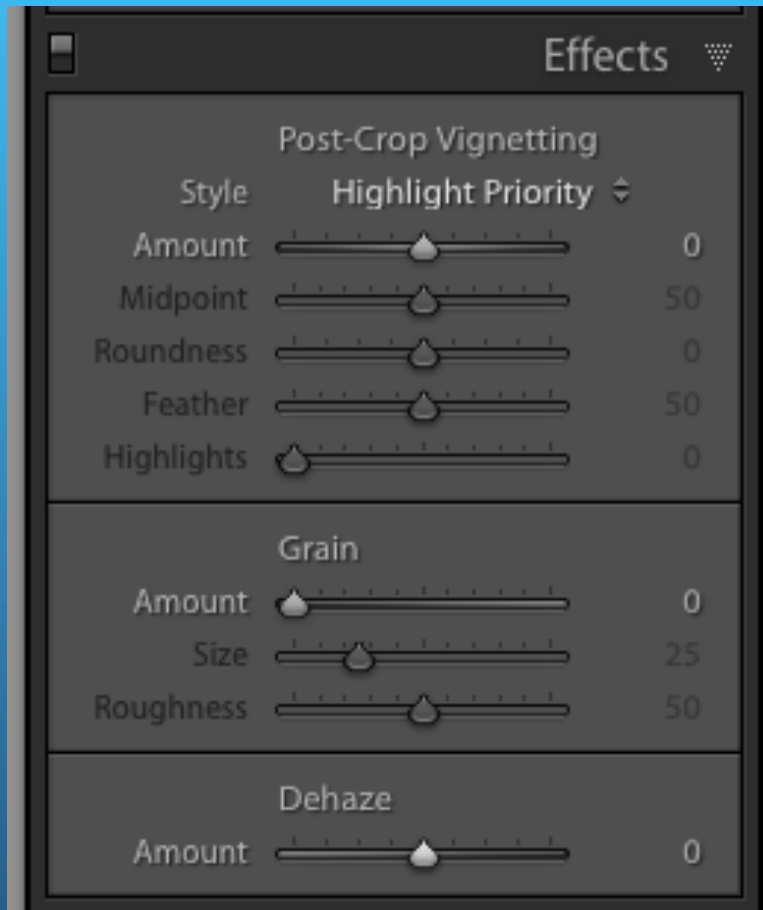 Effects
Post-Crop Vignetting
Style Highlight Priority
Amount 0
Midpoint 50
Roundness 0
Feather 50
Highlights 0
Grain
Amount 0
Size 25
Roughness 50
Dehaze
Amount 0